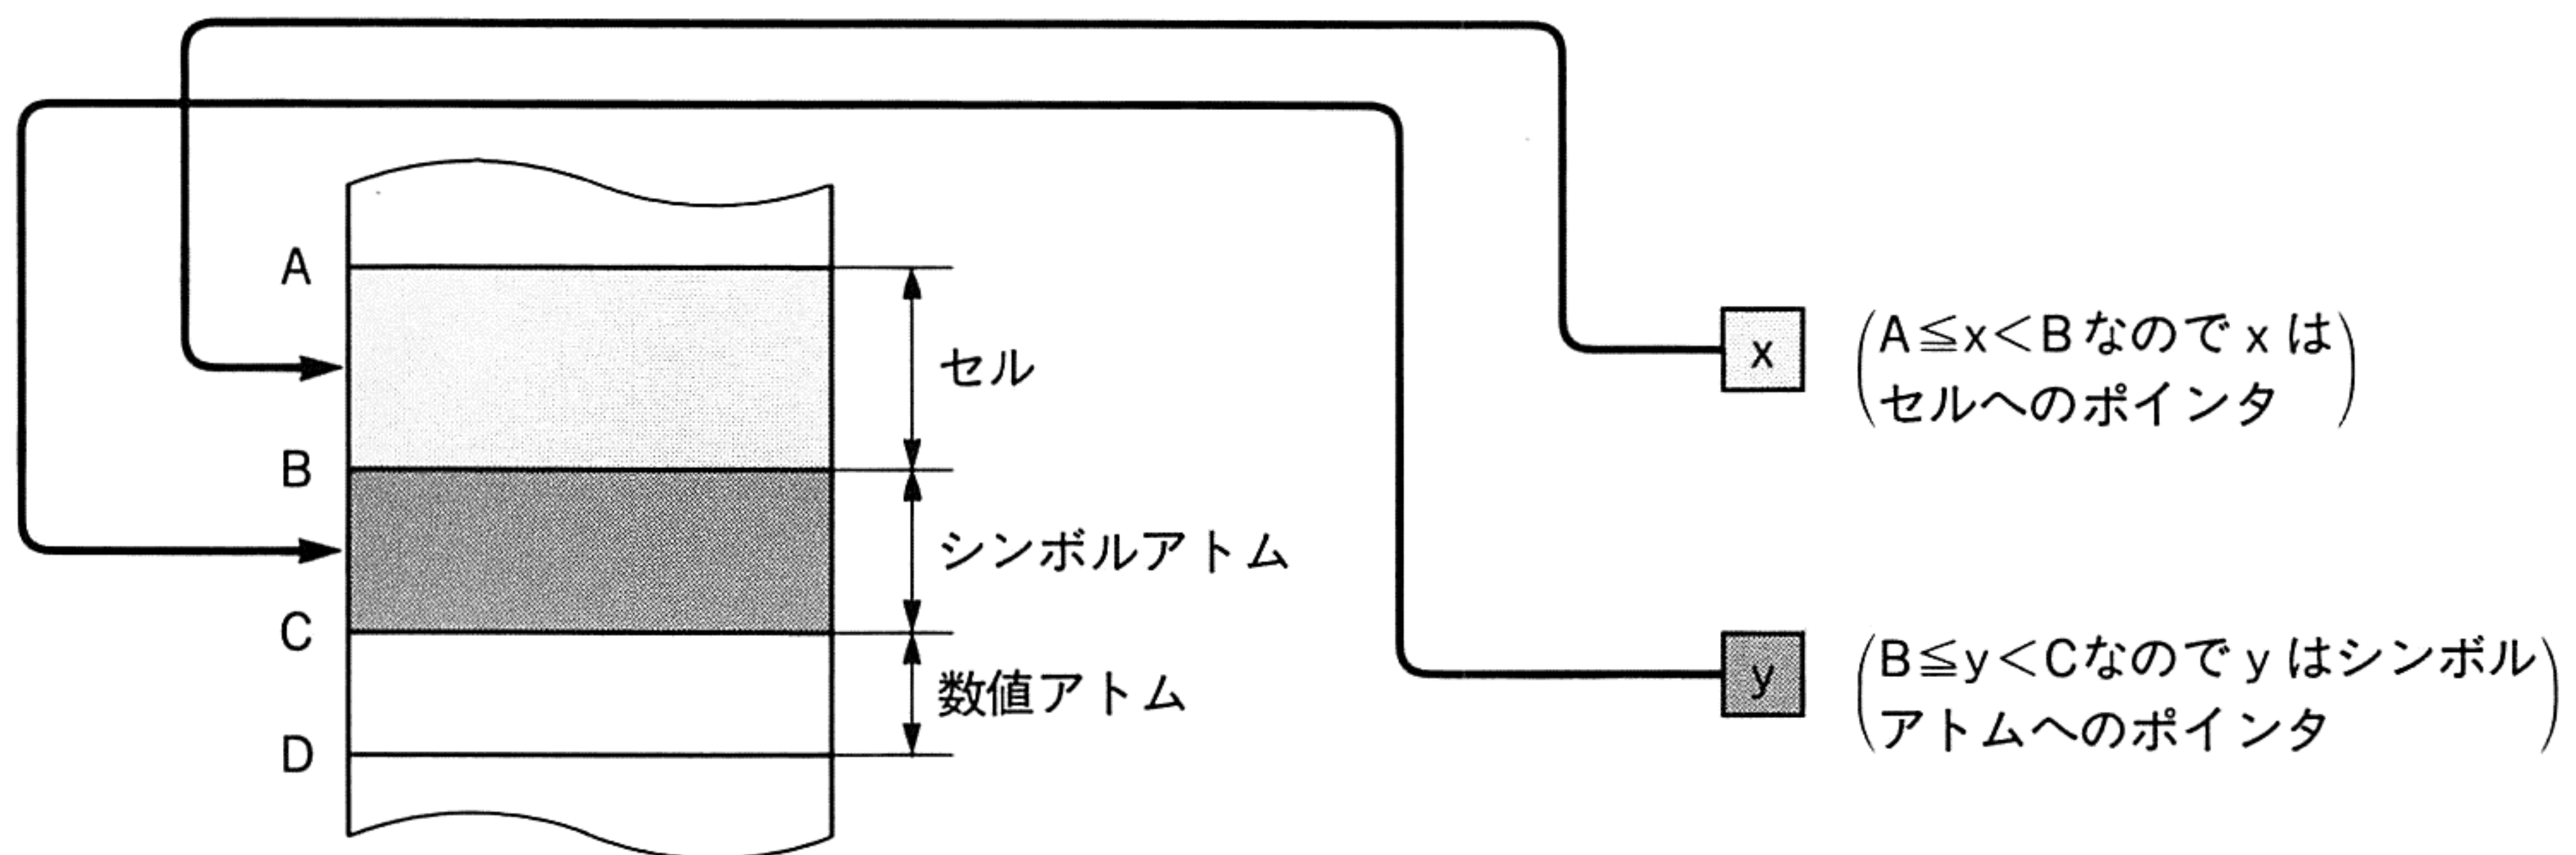 A
B
C
D
セル
シンボルアトム
数値アトム
x
A≦x<Bなのでxは
セルへのポインタ
y
B≦y<Cなのでyはシンボル
アトムへのポインタ